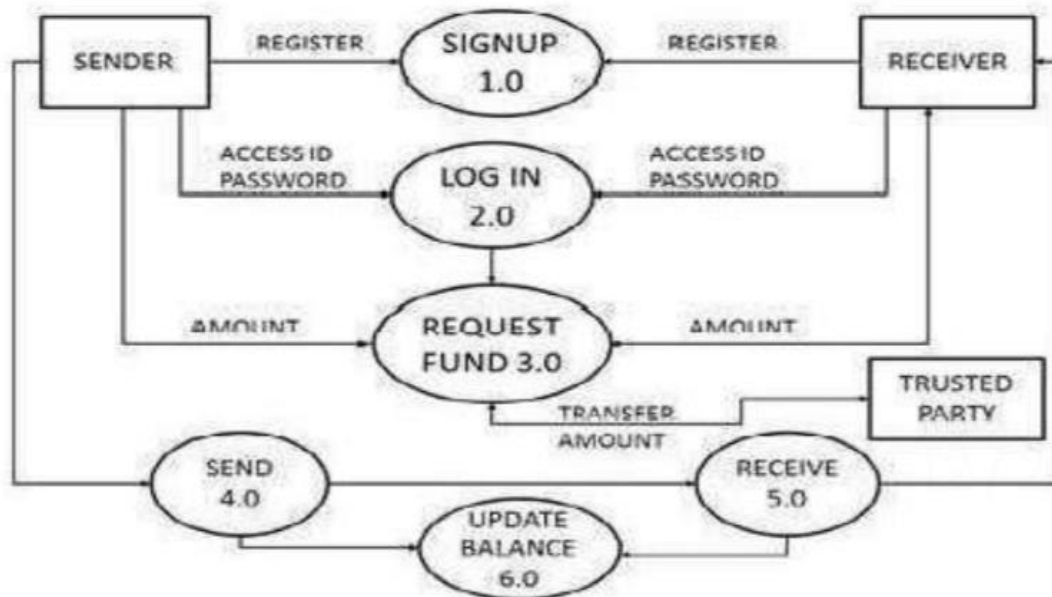 SENDER
REGISTER
SIGNUP
1.0
REGISTER
RECEIVER
ACCESS ID
PASSWORD
LOG IN
2.0
ACCESS ID
PASSWORD
AMOUNT
REQUEST
FUND 3.0
AMOUNT
TRUSTED
PARTY
TRANSFER
AMOUNT
SEND
4.0
RECEIVE
5.0
UPDATE
BALANCE
6.0